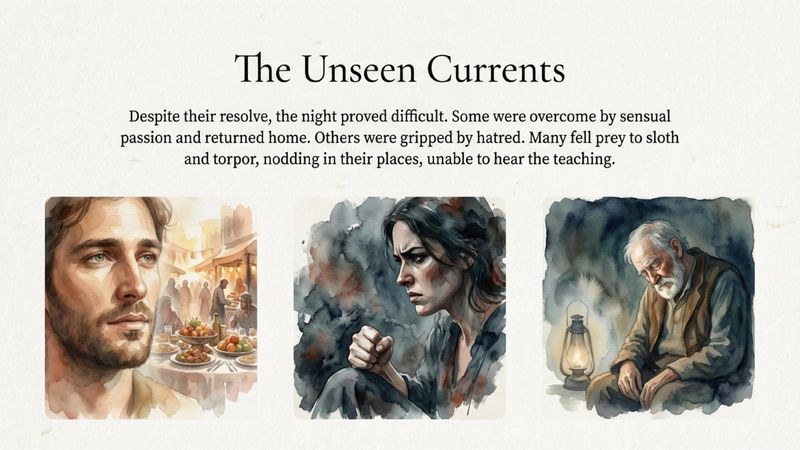 The Unseen Currents
Despite their resolve, the night proved difficult. Some were overcome by sensual
passion and returned home. Others were gripped by hatred. Many fell prey to sloth
and torpor, nodding in their places, unable to hear the teaching.